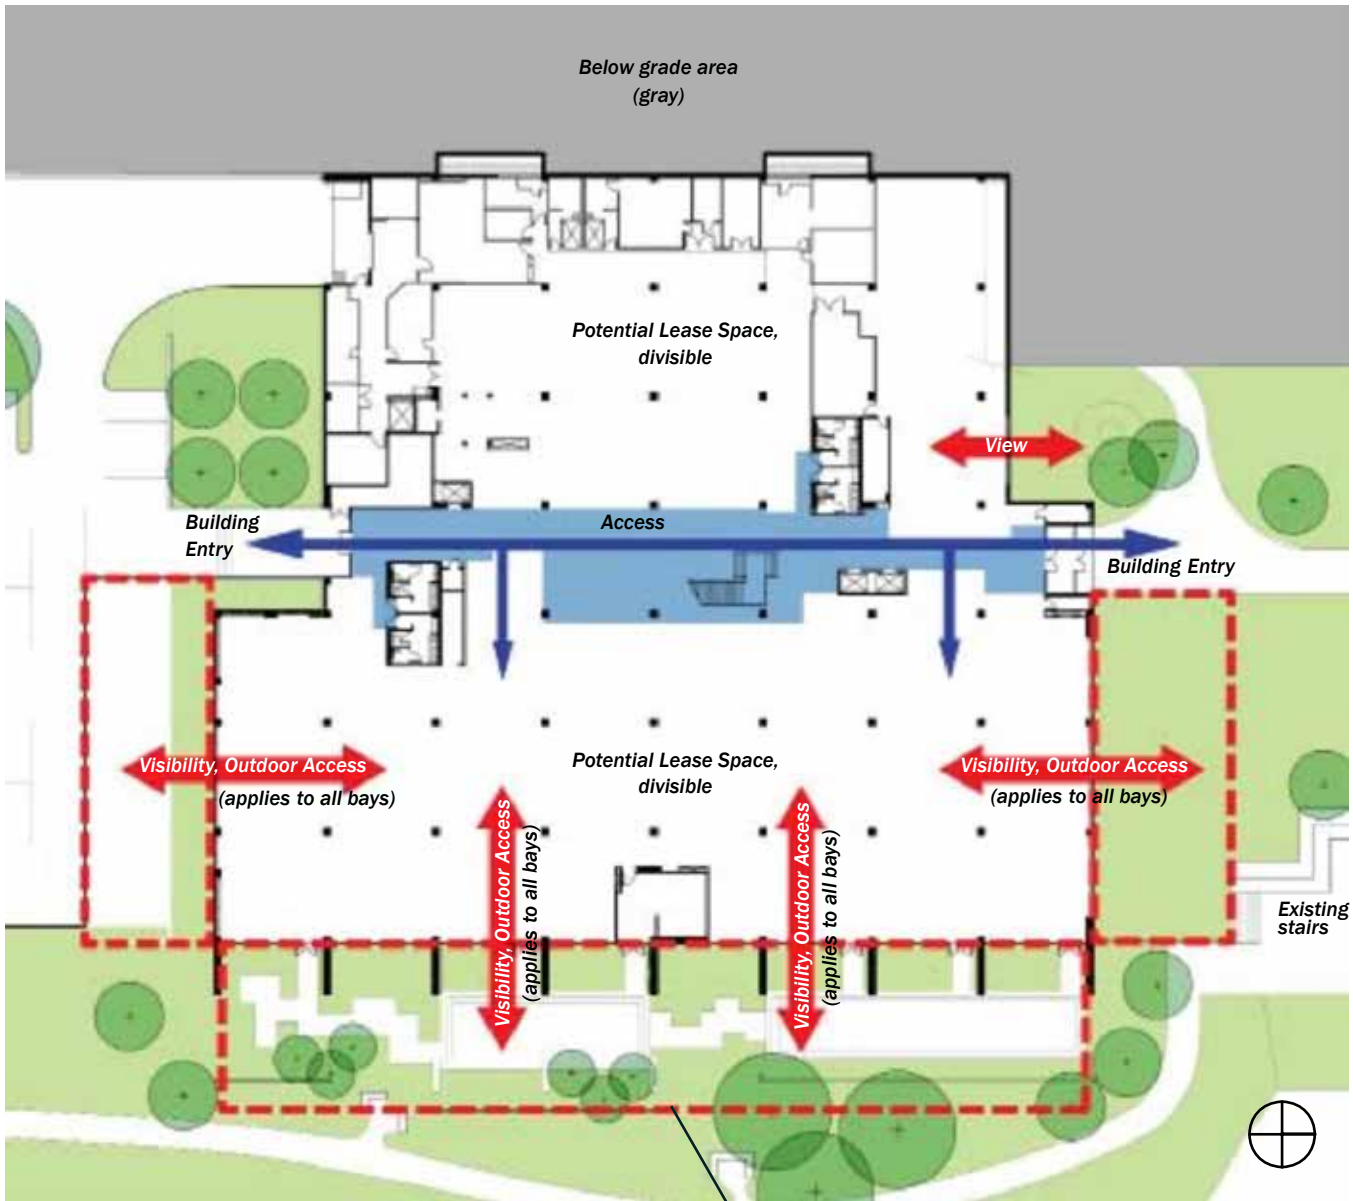 Below grade area
(gray)
Potential Lease Space,
divisible
View
Building
Entry
Access
Building Entry
Potential Lease Space,
divisible
Visibility, Outdoor Access
(applies to all bays)
Visibility, Outdoor Access
(applies to all bays)
Visibility, Outdoor Access
(applies to all bays)
Visibility, Outdoor Access
(applies to all bays)
Existing
stairs